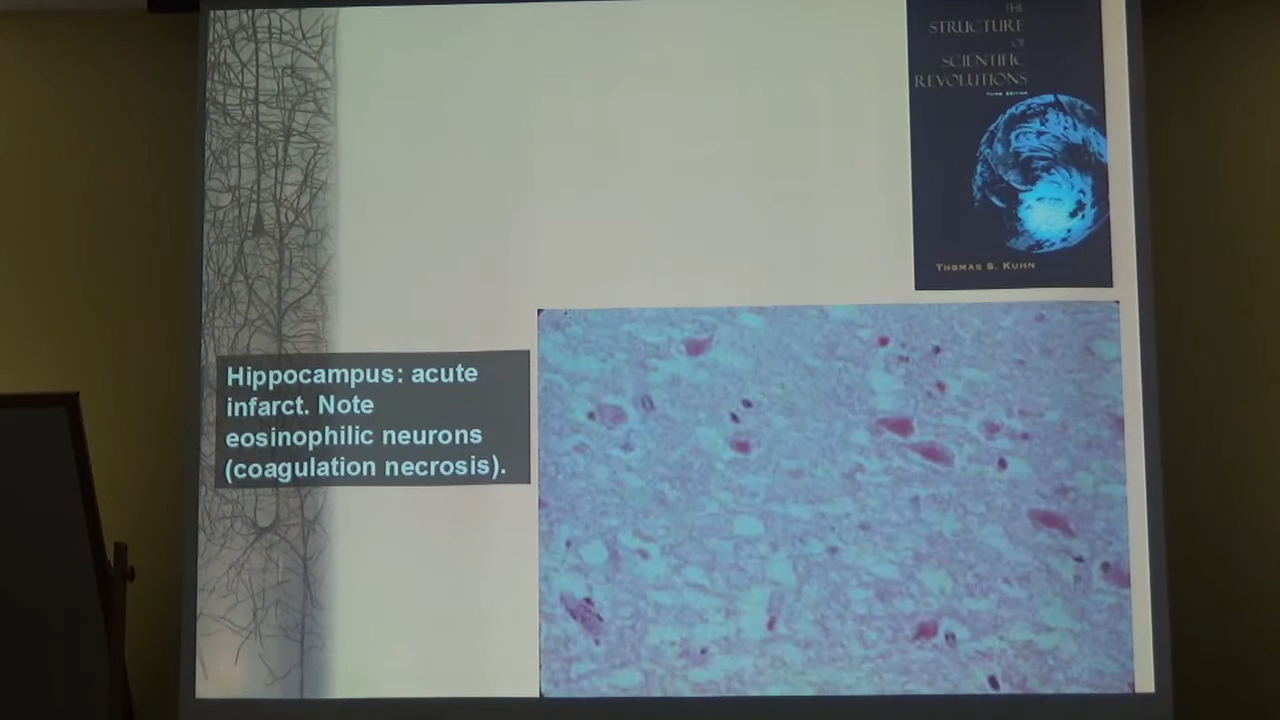 THE
STRUCTURE
OF
SCIENTIFIC
REVOLUTIONS
THIRD EDITION
THOMAS S. KUHN
Hippocampus: acute
infarct. Note
eosinophilic neurons
(coagulation necrosis).